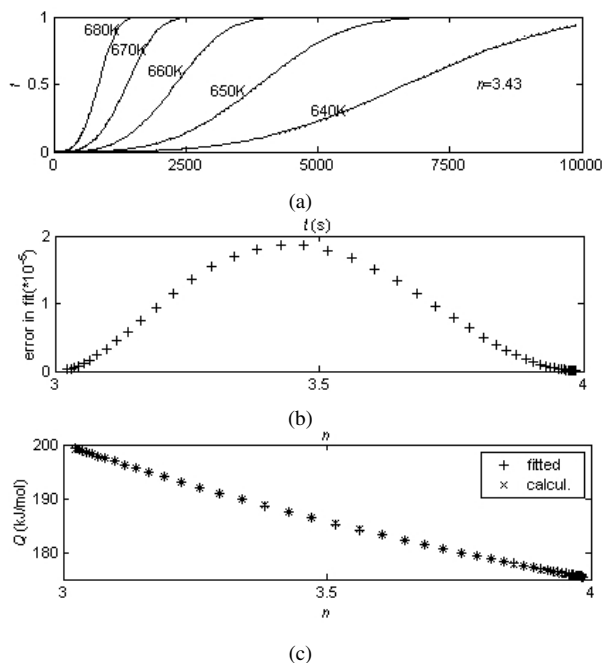 1
680K
670K
660K
0.5
650K
f
640K
n=3.43
0
0 2500 5000 7500 10000
(a)
t(s)
2
error in fit(*10^-5)
1
0
3 3.5 4
(b)
n
200
+ fitted
× calcul.
190
Q (kJ/mol)
180
3 3.5 4
n
(c)